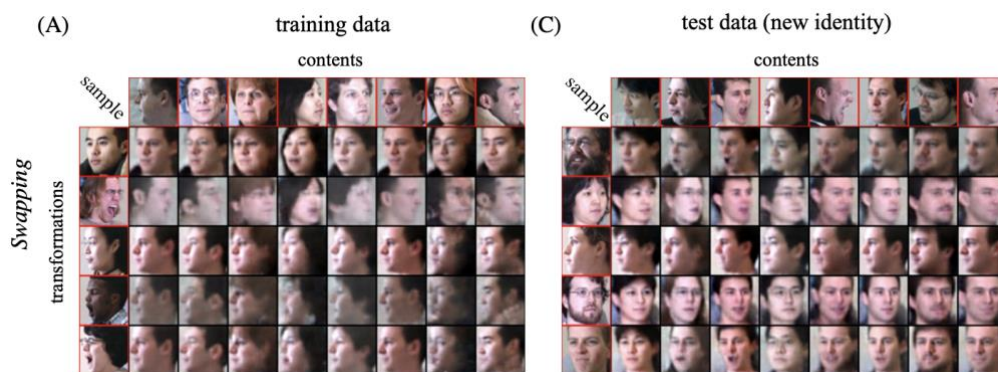 (A)
training data
(C)
test data (new identity)
contents
contents
sample
sample
Swapping
transformations